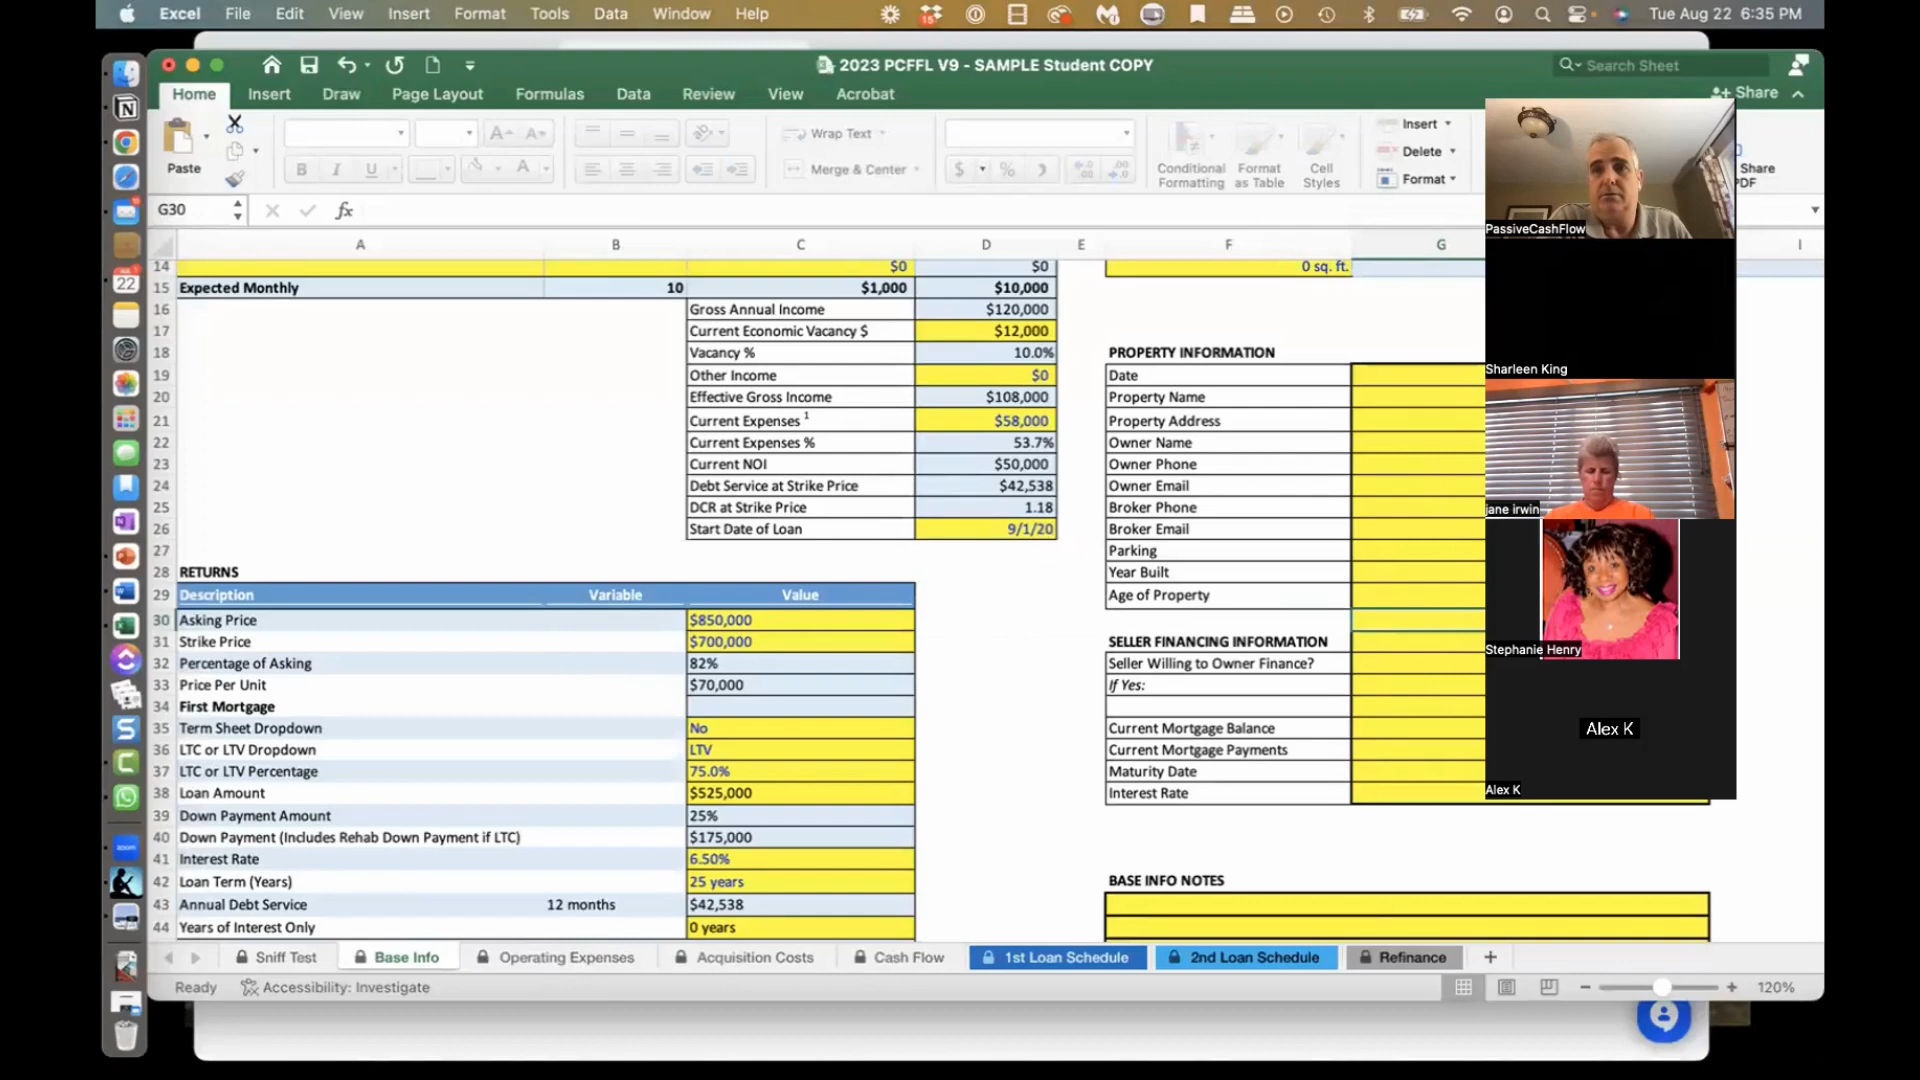 Excel File Edit View Insert Format Tools Data Window Help Tue Aug 22 6:35 PM
2023 PCFFL V9 - SAMPLE Student COPY
Search Sheet
Home Insert Draw Page Layout Formulas Data Review View Acrobat Share
Paste
Wrap Text
Merge & Center
Conditional Formatting
Format as Table
Cell Styles
Insert
Delete
Format
Share
PDF
G30 fx
A B C D E F G I
14 $0 $0 0 sq. ft.
15 Expected Monthly 10 $1,000 $10,000
16 Gross Annual Income $120,000
17 Current Economic Vacancy $ $12,000
18 Vacancy % 10.0% PROPERTY INFORMATION
19 Other Income $0 Date
20 Effective Gross Income $108,000 Property Name
21 Current Expenses 1 $58,000 Property Address
22 Current Expenses % 53.7% Owner Name
23 Current NOI $50,000 Owner Phone
24 Debt Service at Strike Price $42,538 Owner Email
25 DCR at Strike Price 1.18 Broker Phone
26 Start Date of Loan 9/1/20 Broker Email
27 Parking
28 RETURNS Year Built
29 Description Variable Value Age of Property
30 Asking Price $850,000
31 Strike Price $700,000 SELLER FINANCING INFORMATION
32 Percentage of Asking 82% Seller Willing to Owner Finance?
33 Price Per Unit $70,000 If Yes:
34 First Mortgage
35 Term Sheet Dropdown No Current Mortgage Balance
36 LTC or LTV Dropdown LTV Current Mortgage Payments
37 LTC or LTV Percentage 75.0% Maturity Date
38 Loan Amount $525,000 Interest Rate
39 Down Payment Amount 25%
40 Down Payment (Includes Rehab Down Payment if LTC) $175,000
41 Interest Rate 6.50%
42 Loan Term (Years) 25 years BASE INFO NOTES
43 Annual Debt Service 12 months $42,538
44 Years of Interest Only 0 years
PassiveCashFlow
Sharleen King
jane irwin
Stephanie Henry
Alex K
Alex K
Sniff Test Base Info Operating Expenses Acquisition Costs Cash Flow 1st Loan Schedule 2nd Loan Schedule Refinance
Ready Accessibility: Investigate 120%